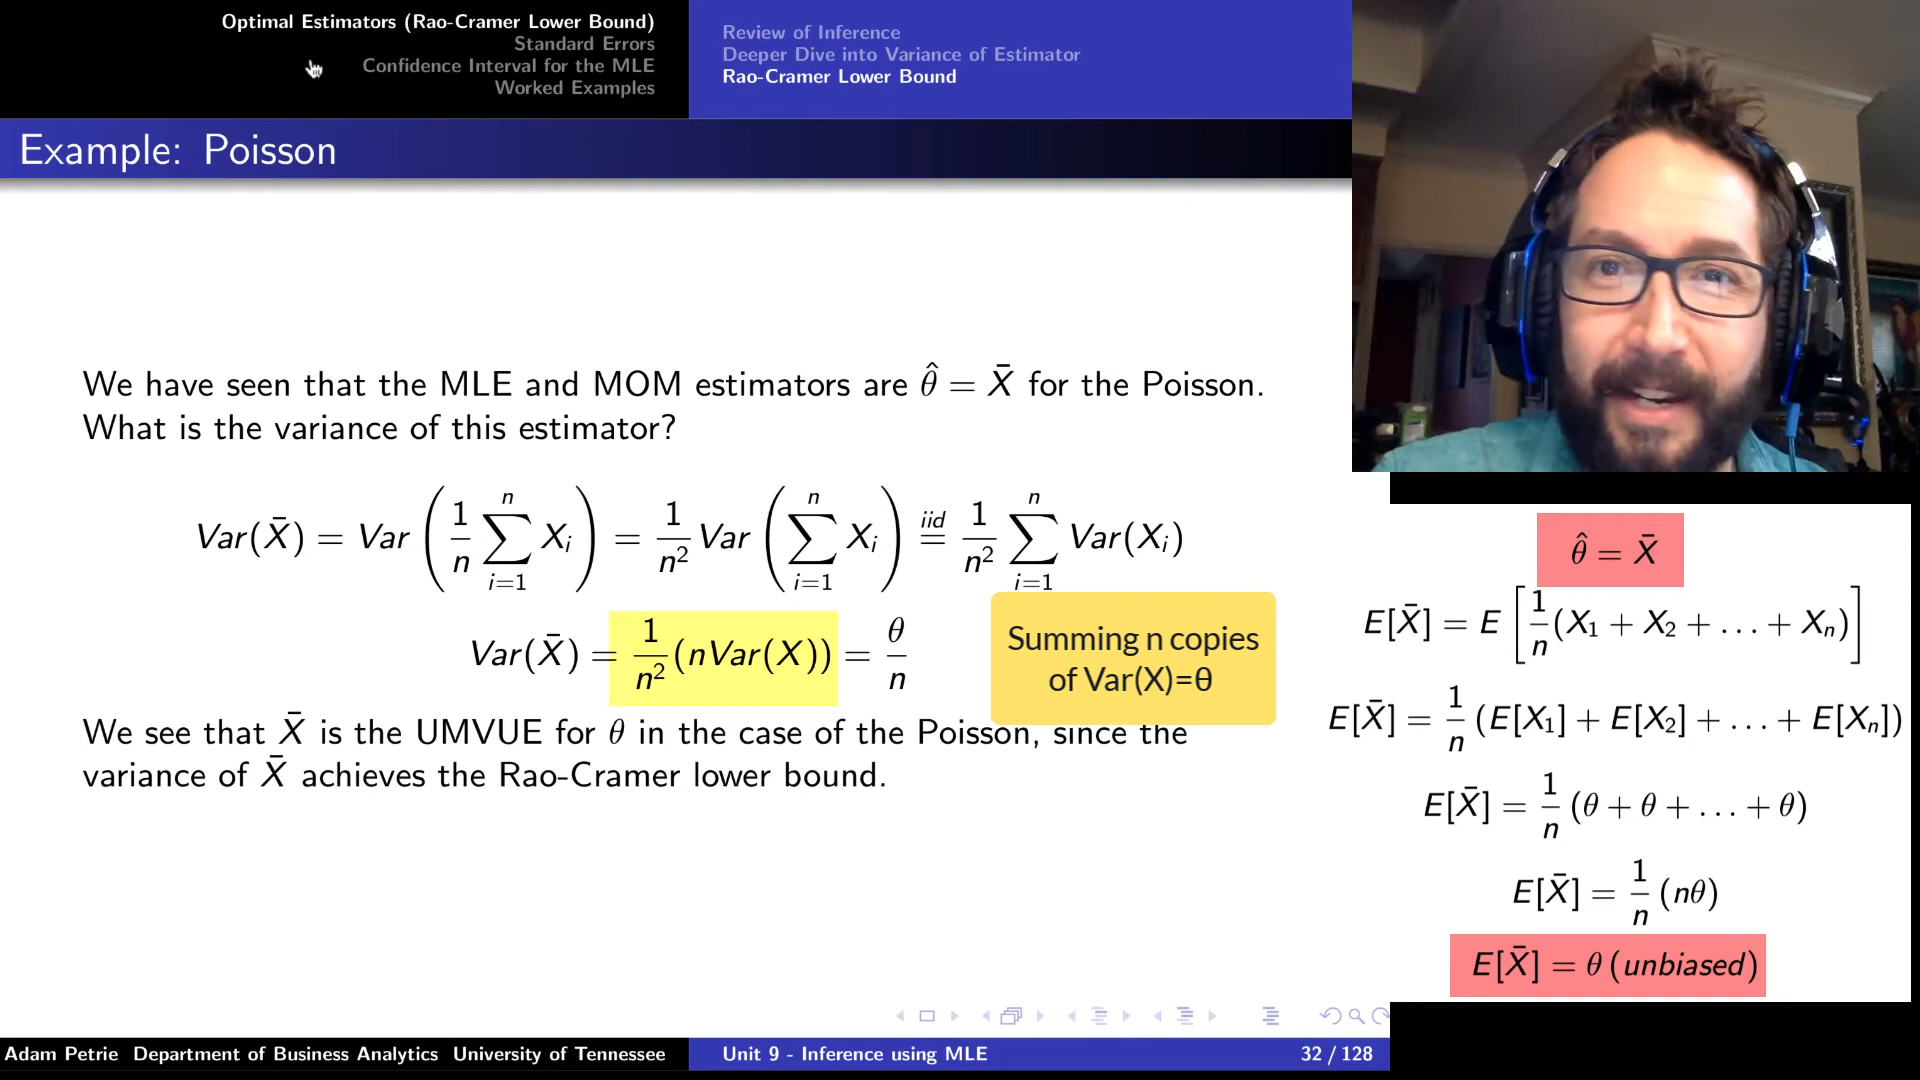 Optimal Estimators (Rao-Cramer Lower Bound)
Standard Errors
Confidence Interval for the MLE
Worked Examples
Review of Inference
Deeper Dive into Variance of Estimator
Rao-Cramer Lower Bound
Example: Poisson
We have seen that the MLE and MOM estimators are θ̂ = X̄ for the Poisson.
What is the variance of this estimator?
Var(X̄) = Var(1/n ∑_{i=1}^{n} X_i) = 1/n² Var(∑_{i=1}^{n} X_i) =^{iid} 1/n² ∑_{i=1}^{n} Var(X_i)
Var(X̄) = 1/n² (nVar(X)) = θ/n
Summing n copies
of Var(X)=θ
We see that X̄ is the UMVUE for θ in the case of the Poisson, since the
variance of X̄ achieves the Rao-Cramer lower bound.
θ̂ = X̄
E[X̄] = E[1/n (X₁ + X₂ + . . . + Xₙ)]
E[X̄] = 1/n (E[X₁] + E[X₂] + . . . + E[Xₙ])
E[X̄] = 1/n (θ + θ + . . . + θ)
E[X̄] = 1/n (nθ)
E[X̄] = θ (unbiased)
Adam Petrie Department of Business Analytics University of Tennessee
Unit 9 - Inference using MLE
32 / 128